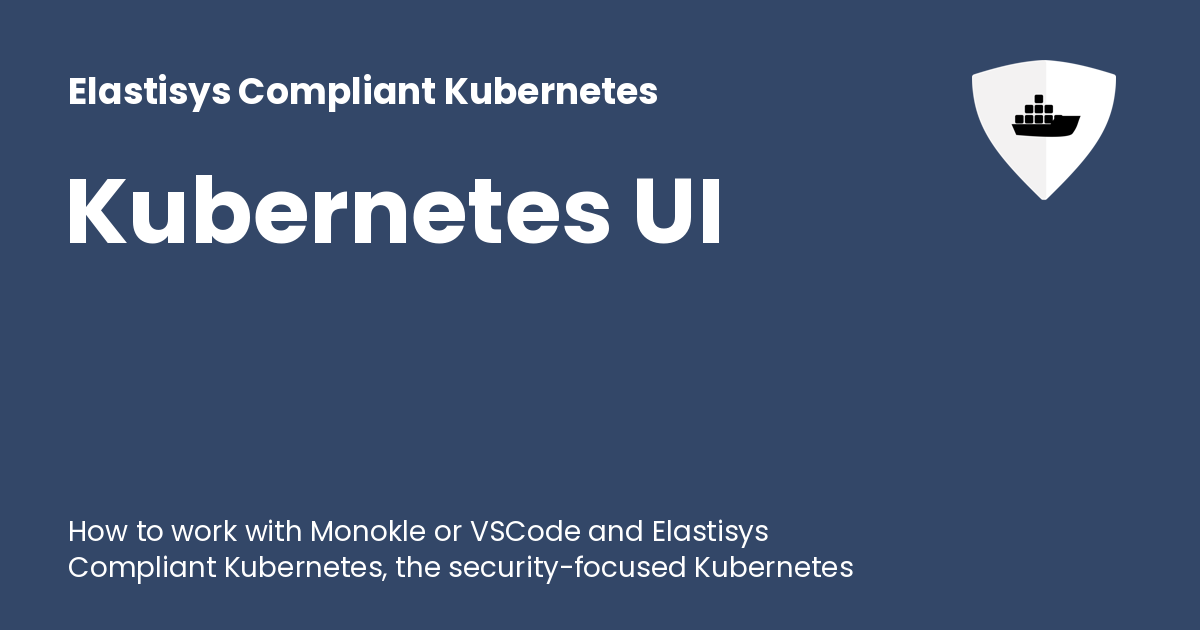 Elastisys Compliant Kubernetes
Kubernetes UI
How to work with Monokle or VSCode and Elastisys
Compliant Kubernetes, the security-focused Kubernetes